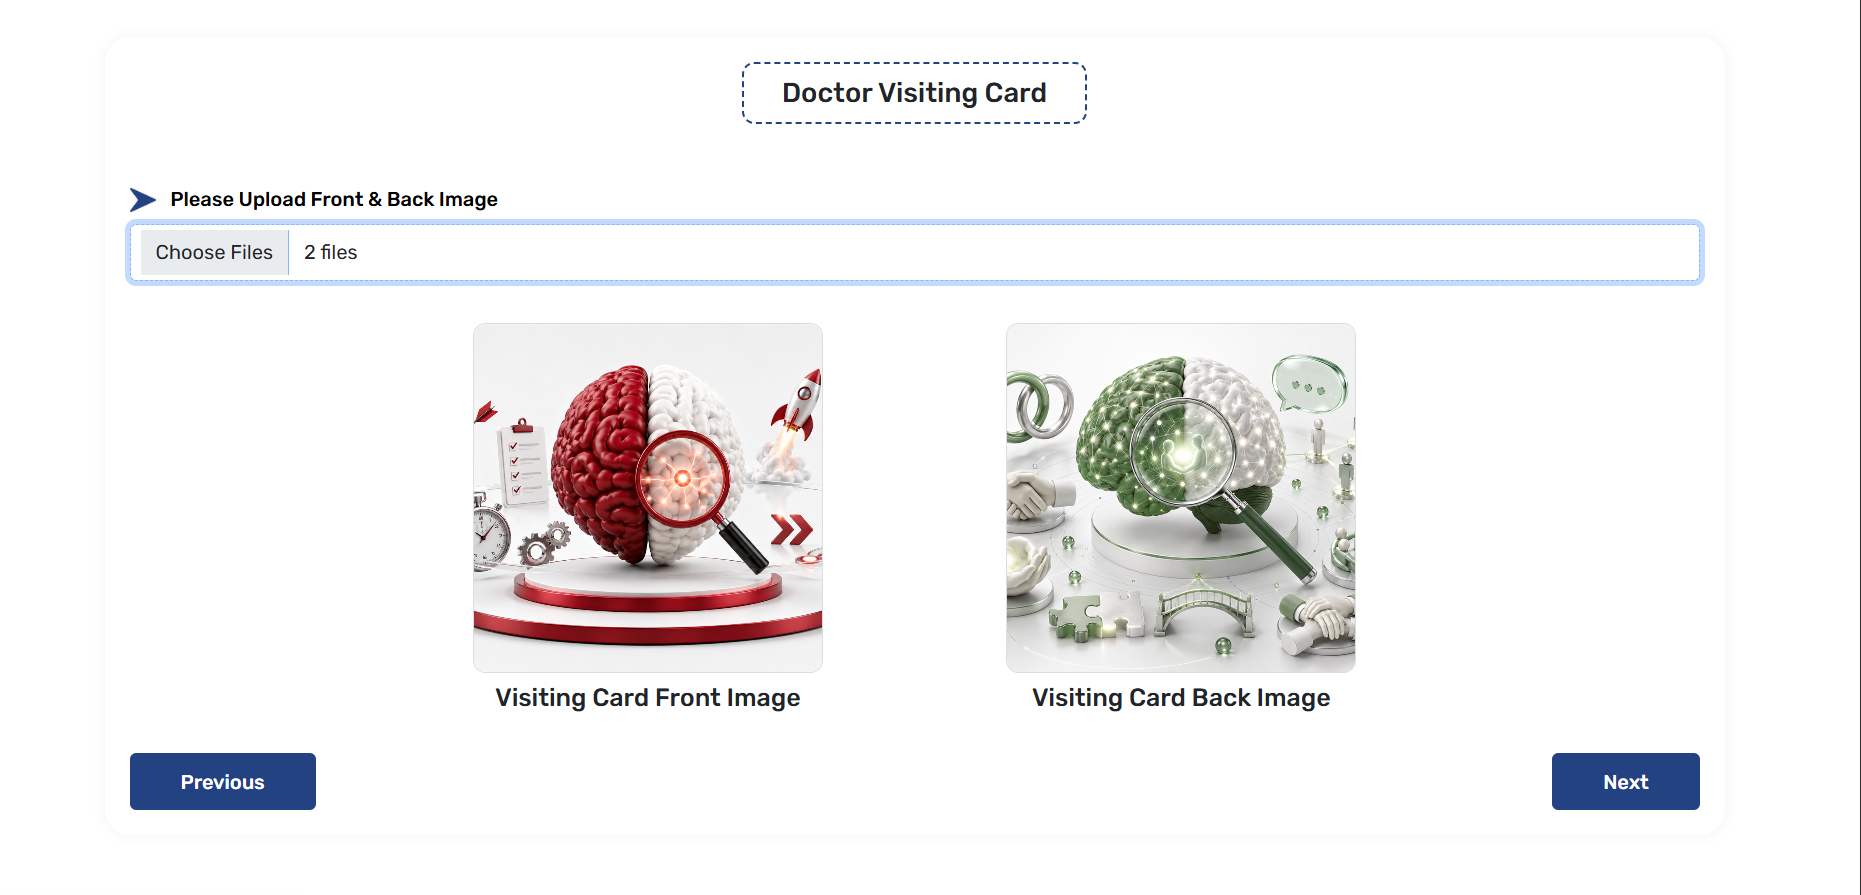 Doctor Visiting Card
Please Upload Front & Back Image
Choose Files 2 files
Visiting Card Front Image
Visiting Card Back Image
Previous
Next